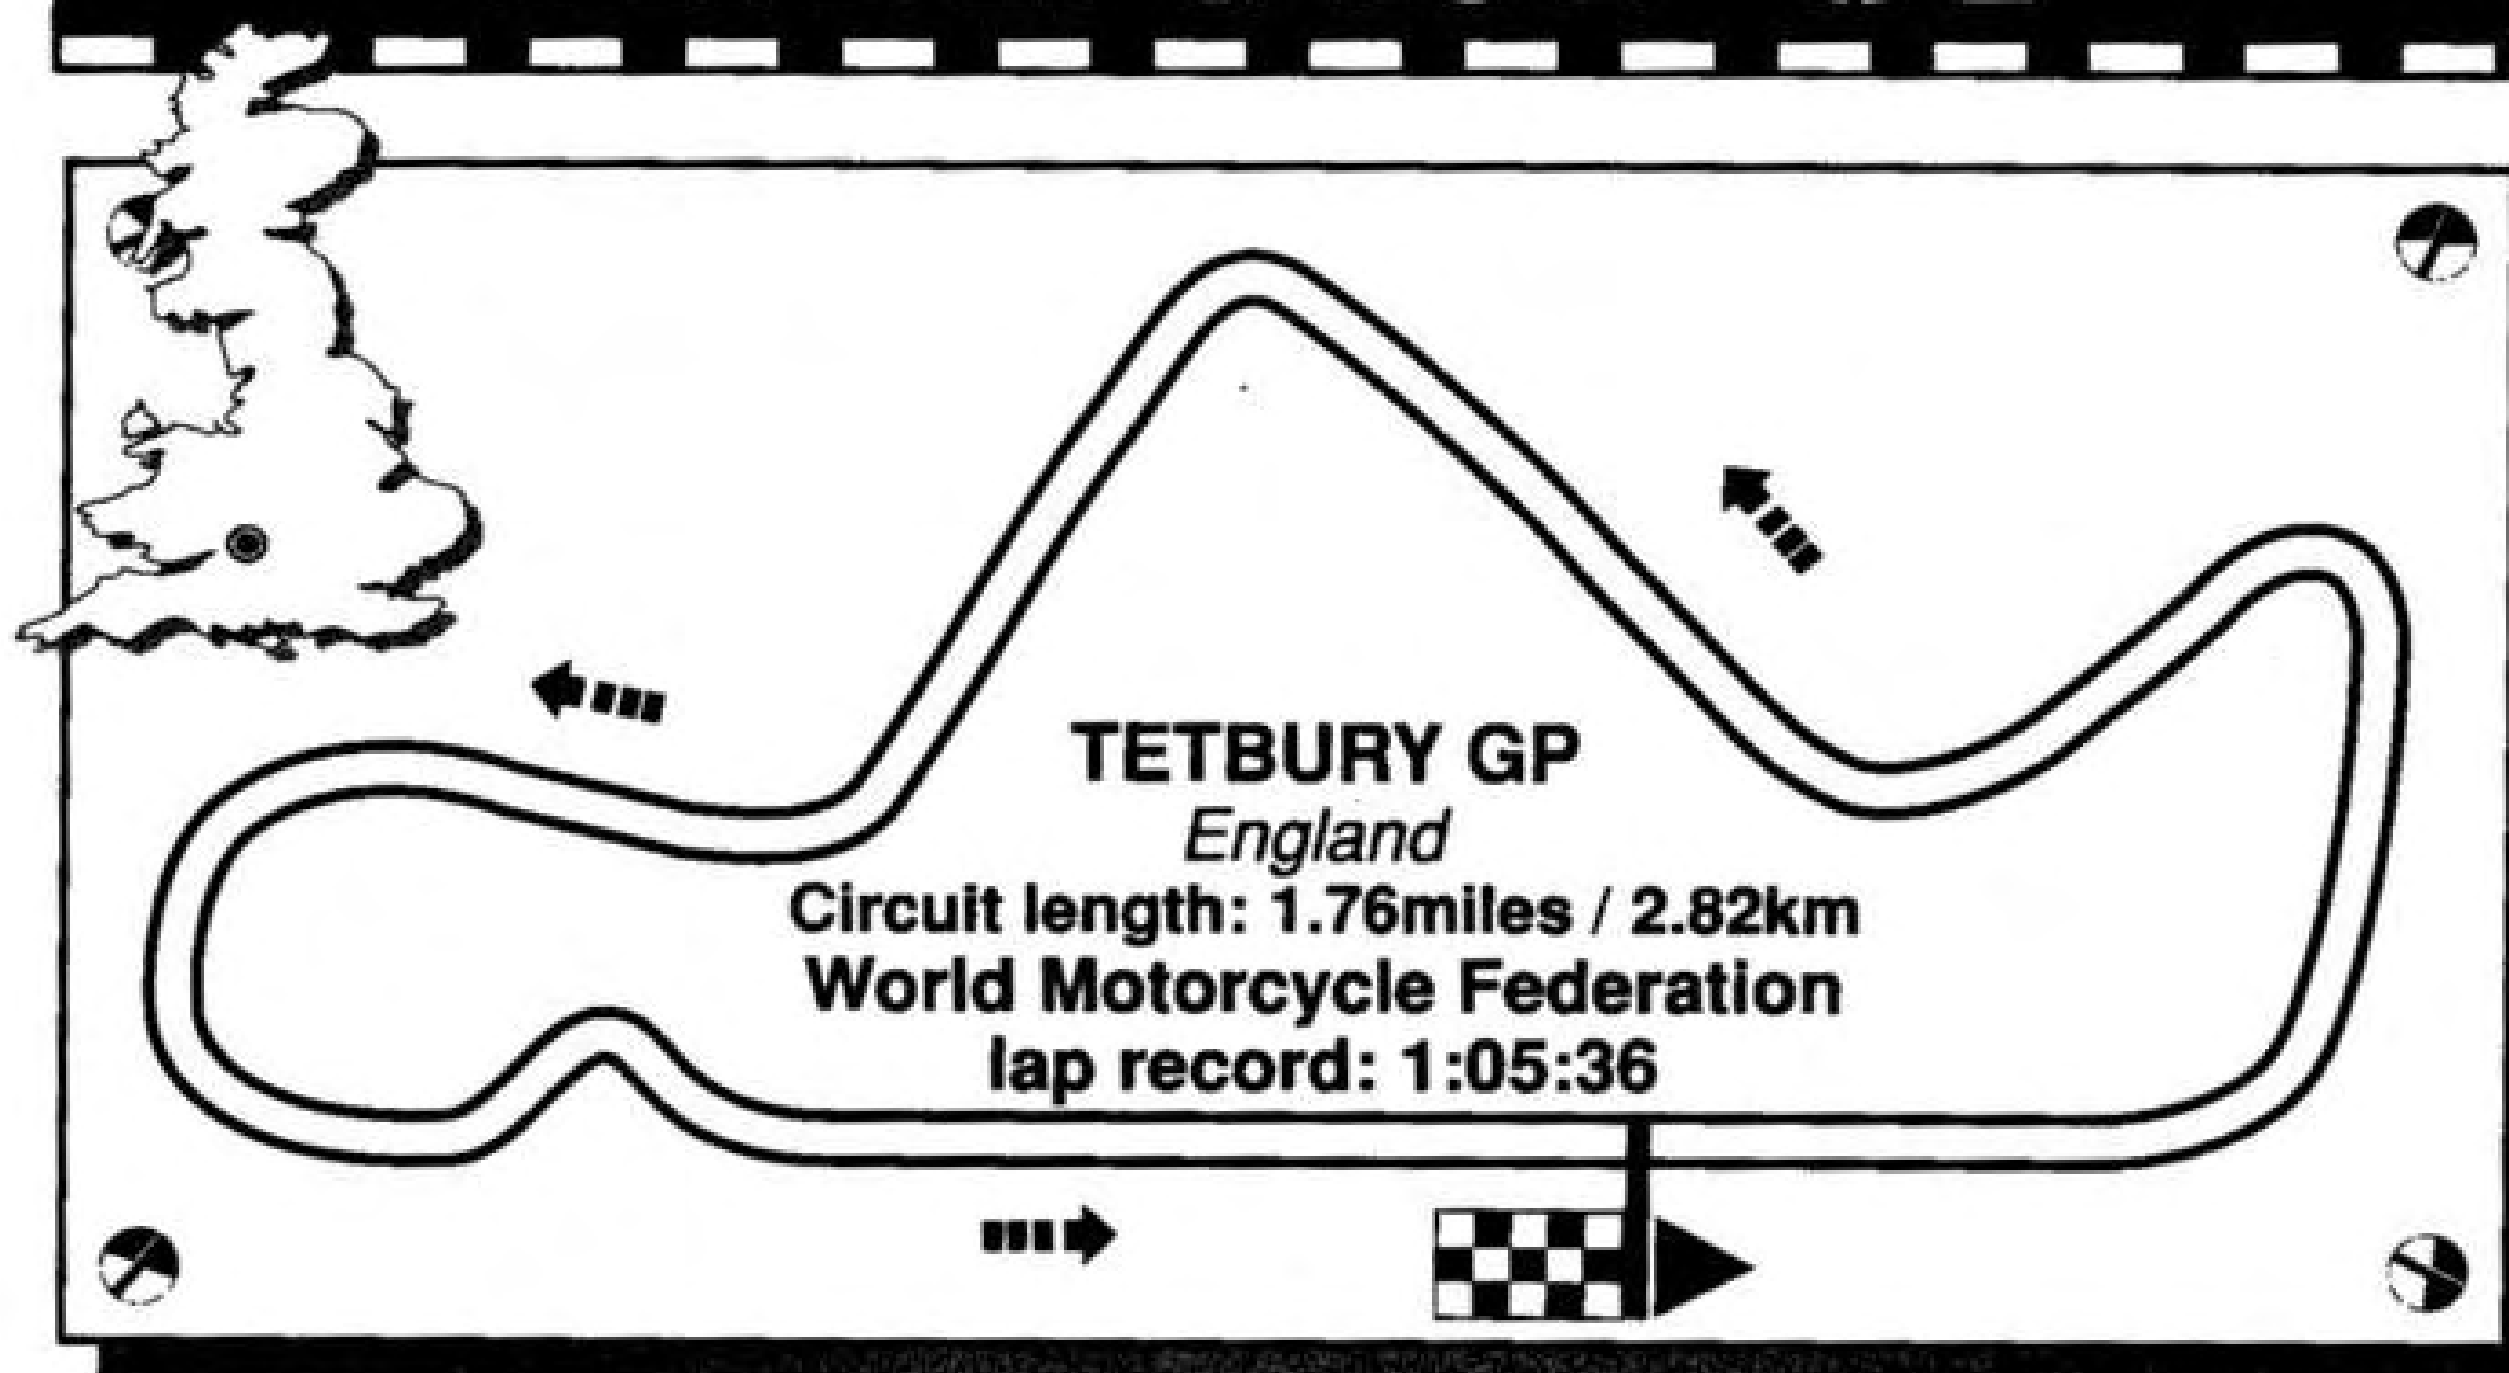 TETBURY GP
England
Circuit length: 1.76miles / 2.82km
World Motorcycle Federation
lap record: 1:05:36